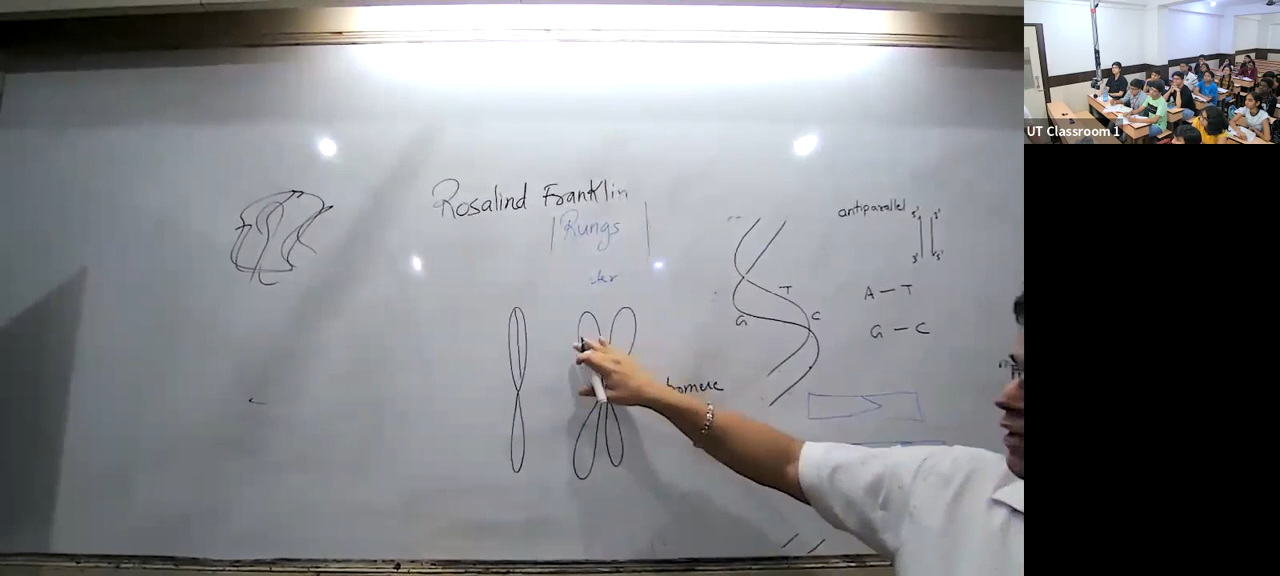 Rosalind Franklin
Rungs
antiparallel
5' 3'
3' 5'
T
A — T
G
C
G — C
UT Classroom 1